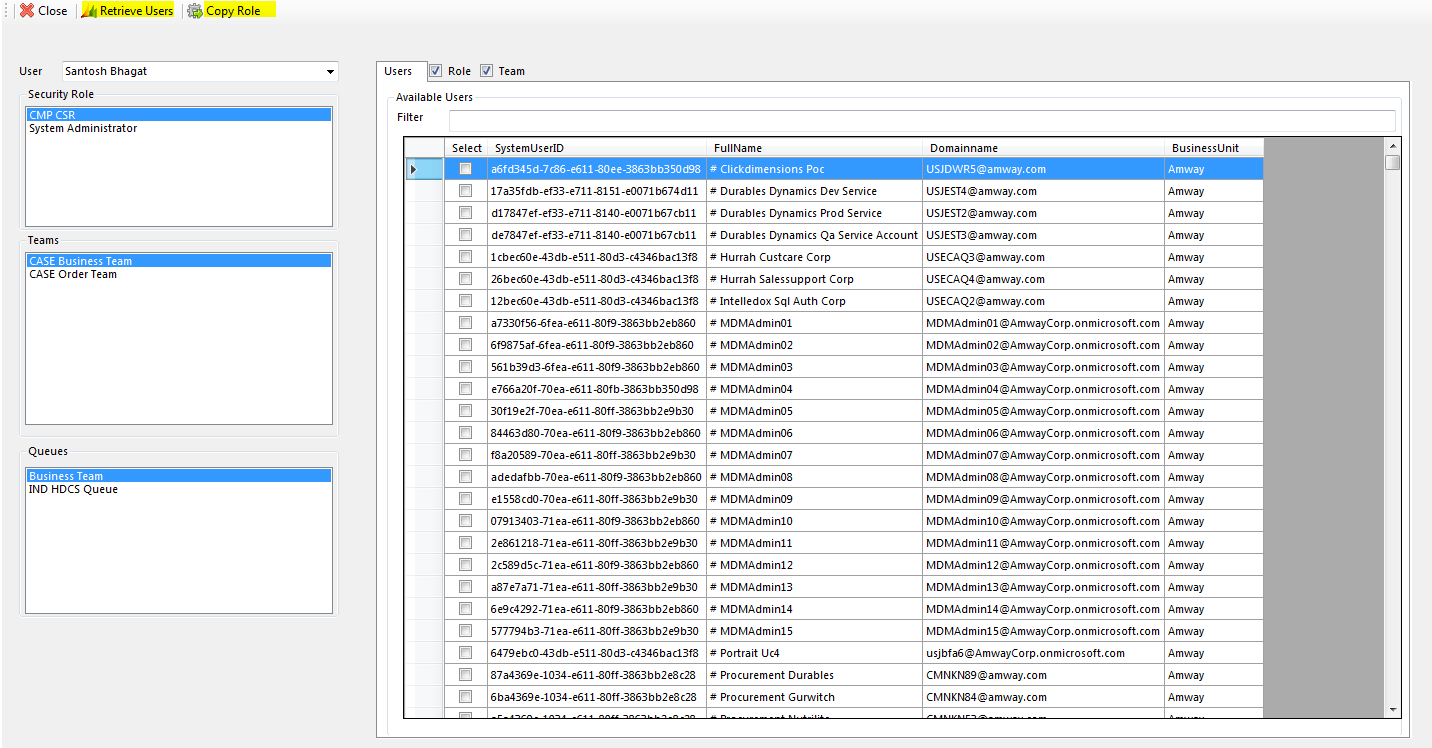 Close Retrieve Users Copy Role
User Santosh Bhagat
Security Role
CMP CSR
System Administrator
Teams
CASE Business Team
CASE Order Team
Queues
Business Team
IND HDCS Queue
Users Role Team
Available Users
Filter
Select SystemUserID FullName Domainname BusinessUnit
a6fd345d-7c86-e611-80ee-3863bb350d98 # Clickdimensions Poc USJDWR5@amway.com Amway
17a35fdb-ef33-e711-8151-e0071b674d11 # Durables Dynamics Dev Service USJEST4@amway.com Amway
d17847ef-ef33-e711-8140-e0071b67cb11 # Durables Dynamics Prod Service USJEST2@amway.com Amway
de7847ef-ef33-e711-8140-e0071b67cb11 # Durables Dynamics Qa Service Account USJEST3@amway.com Amway
1cbec60e-43db-e511-80d3-c4346bac13f8 # Hurrah Custcare Corp USECAQ3@amway.com Amway
26bec60e-43db-e511-80d3-c4346bac13f8 # Hurrah Salessupport Corp USECAQ4@amway.com Amway
12bec60e-43db-e511-80d3-c4346bac13f8 # Intelledox Sql Auth Corp USECAQ2@amway.com Amway
a7330f56-6fea-e611-80f9-3863bb2eb860 # MDMAdmin01 MDMAdmin01@AmwayCorp.onmicrosoft.com Amway
6f9875af-6fea-e611-80f9-3863bb2eb860 # MDMAdmin02 MDMAdmin02@AmwayCorp.onmicrosoft.com Amway
561b39d3-6fea-e611-80f9-3863bb2eb860 # MDMAdmin03 MDMAdmin03@AmwayCorp.onmicrosoft.com Amway
e766a20f-70ea-e611-80fb-3863bb350d98 # MDMAdmin04 MDMAdmin04@AmwayCorp.onmicrosoft.com Amway
30f19e2f-70ea-e611-80ff-3863bb2e9b30 # MDMAdmin05 MDMAdmin05@AmwayCorp.onmicrosoft.com Amway
84463d80-70ea-e611-80f9-3863bb2eb860 # MDMAdmin06 MDMAdmin06@AmwayCorp.onmicrosoft.com Amway
f8a20589-70ea-e611-80ff-3863bb2e9b30 # MDMAdmin07 MDMAdmin07@AmwayCorp.onmicrosoft.com Amway
adedafbb-70ea-e611-80f9-3863bb2eb860 # MDMAdmin08 MDMAdmin08@AmwayCorp.onmicrosoft.com Amway
e1558cd0-70ea-e611-80ff-3863bb2e9b30 # MDMAdmin09 MDMAdmin09@AmwayCorp.onmicrosoft.com Amway
07913403-71ea-e611-80f9-3863bb2eb860 # MDMAdmin10 MDMAdmin10@AmwayCorp.onmicrosoft.com Amway
2e861218-71ea-e611-80ff-3863bb2e9b30 # MDMAdmin11 MDMAdmin11@AmwayCorp.onmicrosoft.com Amway
2c589d5c-71ea-e611-80f9-3863bb2eb860 # MDMAdmin12 MDMAdmin12@AmwayCorp.onmicrosoft.com Amway
a87e7a71-71ea-e611-80ff-3863bb2e9b30 # MDMAdmin13 MDMAdmin13@AmwayCorp.onmicrosoft.com Amway
6e9c4292-71ea-e611-80f9-3863bb2eb860 # MDMAdmin14 MDMAdmin14@AmwayCorp.onmicrosoft.com Amway
577794b3-71ea-e611-80ff-3863bb2e9b30 # MDMAdmin15 MDMAdmin15@AmwayCorp.onmicrosoft.com Amway
6479ebc0-43db-e511-80d3-c4346bac13f8 # Portrait Uc4 usjbfa6@AmwayCorp.onmicrosoft.com Amway
87a4369e-1034-e611-80ff-3863bb2e8c28 # Procurement Durables CMNKN89@amway.com Amway
6ba4369e-1034-e611-80ff-3863bb2e8c28 # Procurement Gurwitch CMNKN84@amway.com Amway